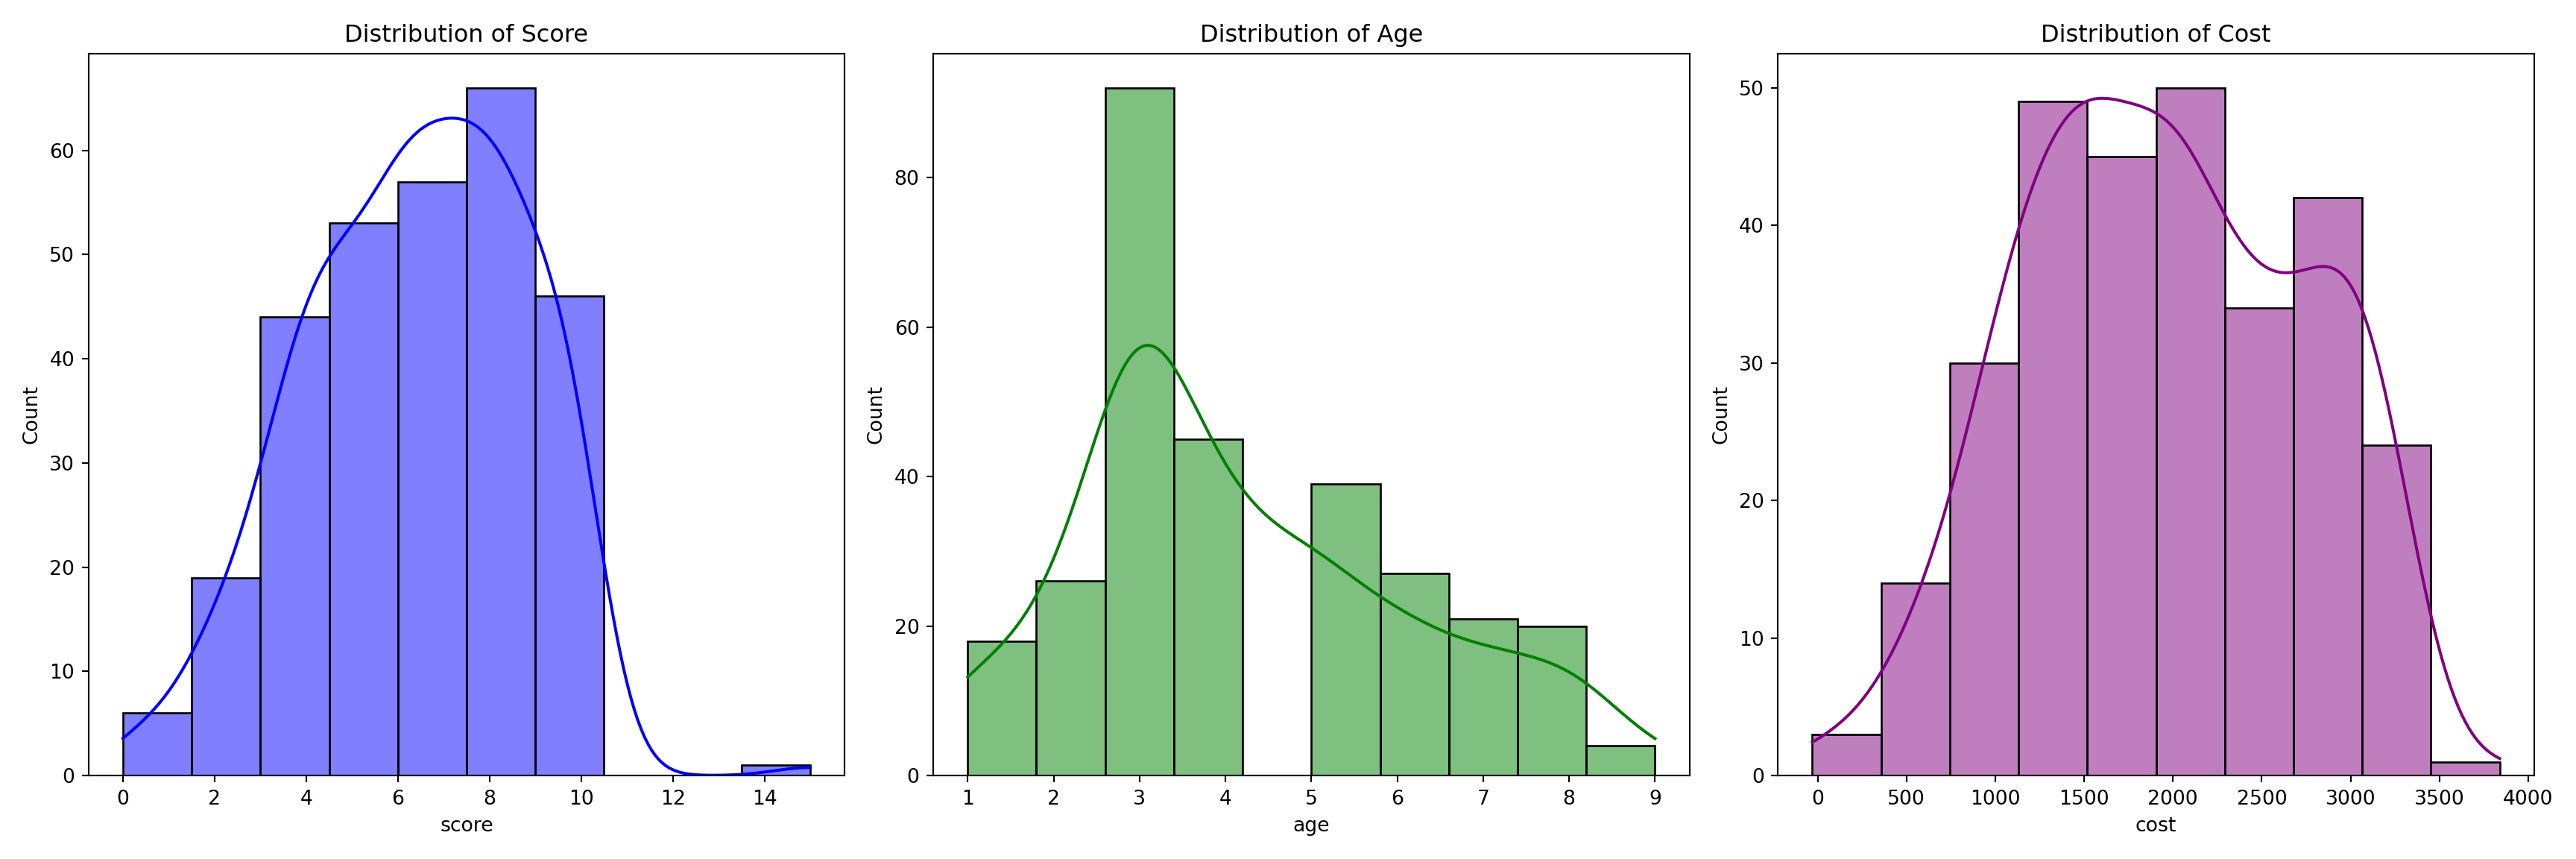 Distribution of Score
60
50
40
30
20
10
0
Count
0 2 4 6 8 10 12 14
score
Distribution of Age
80
60
40
20
0
Count
1 2 3 4 5 6 7 8 9
age
Distribution of Cost
50
40
30
20
10
0
Count
0 500 1000 1500 2000 2500 3000 3500 4000
cost